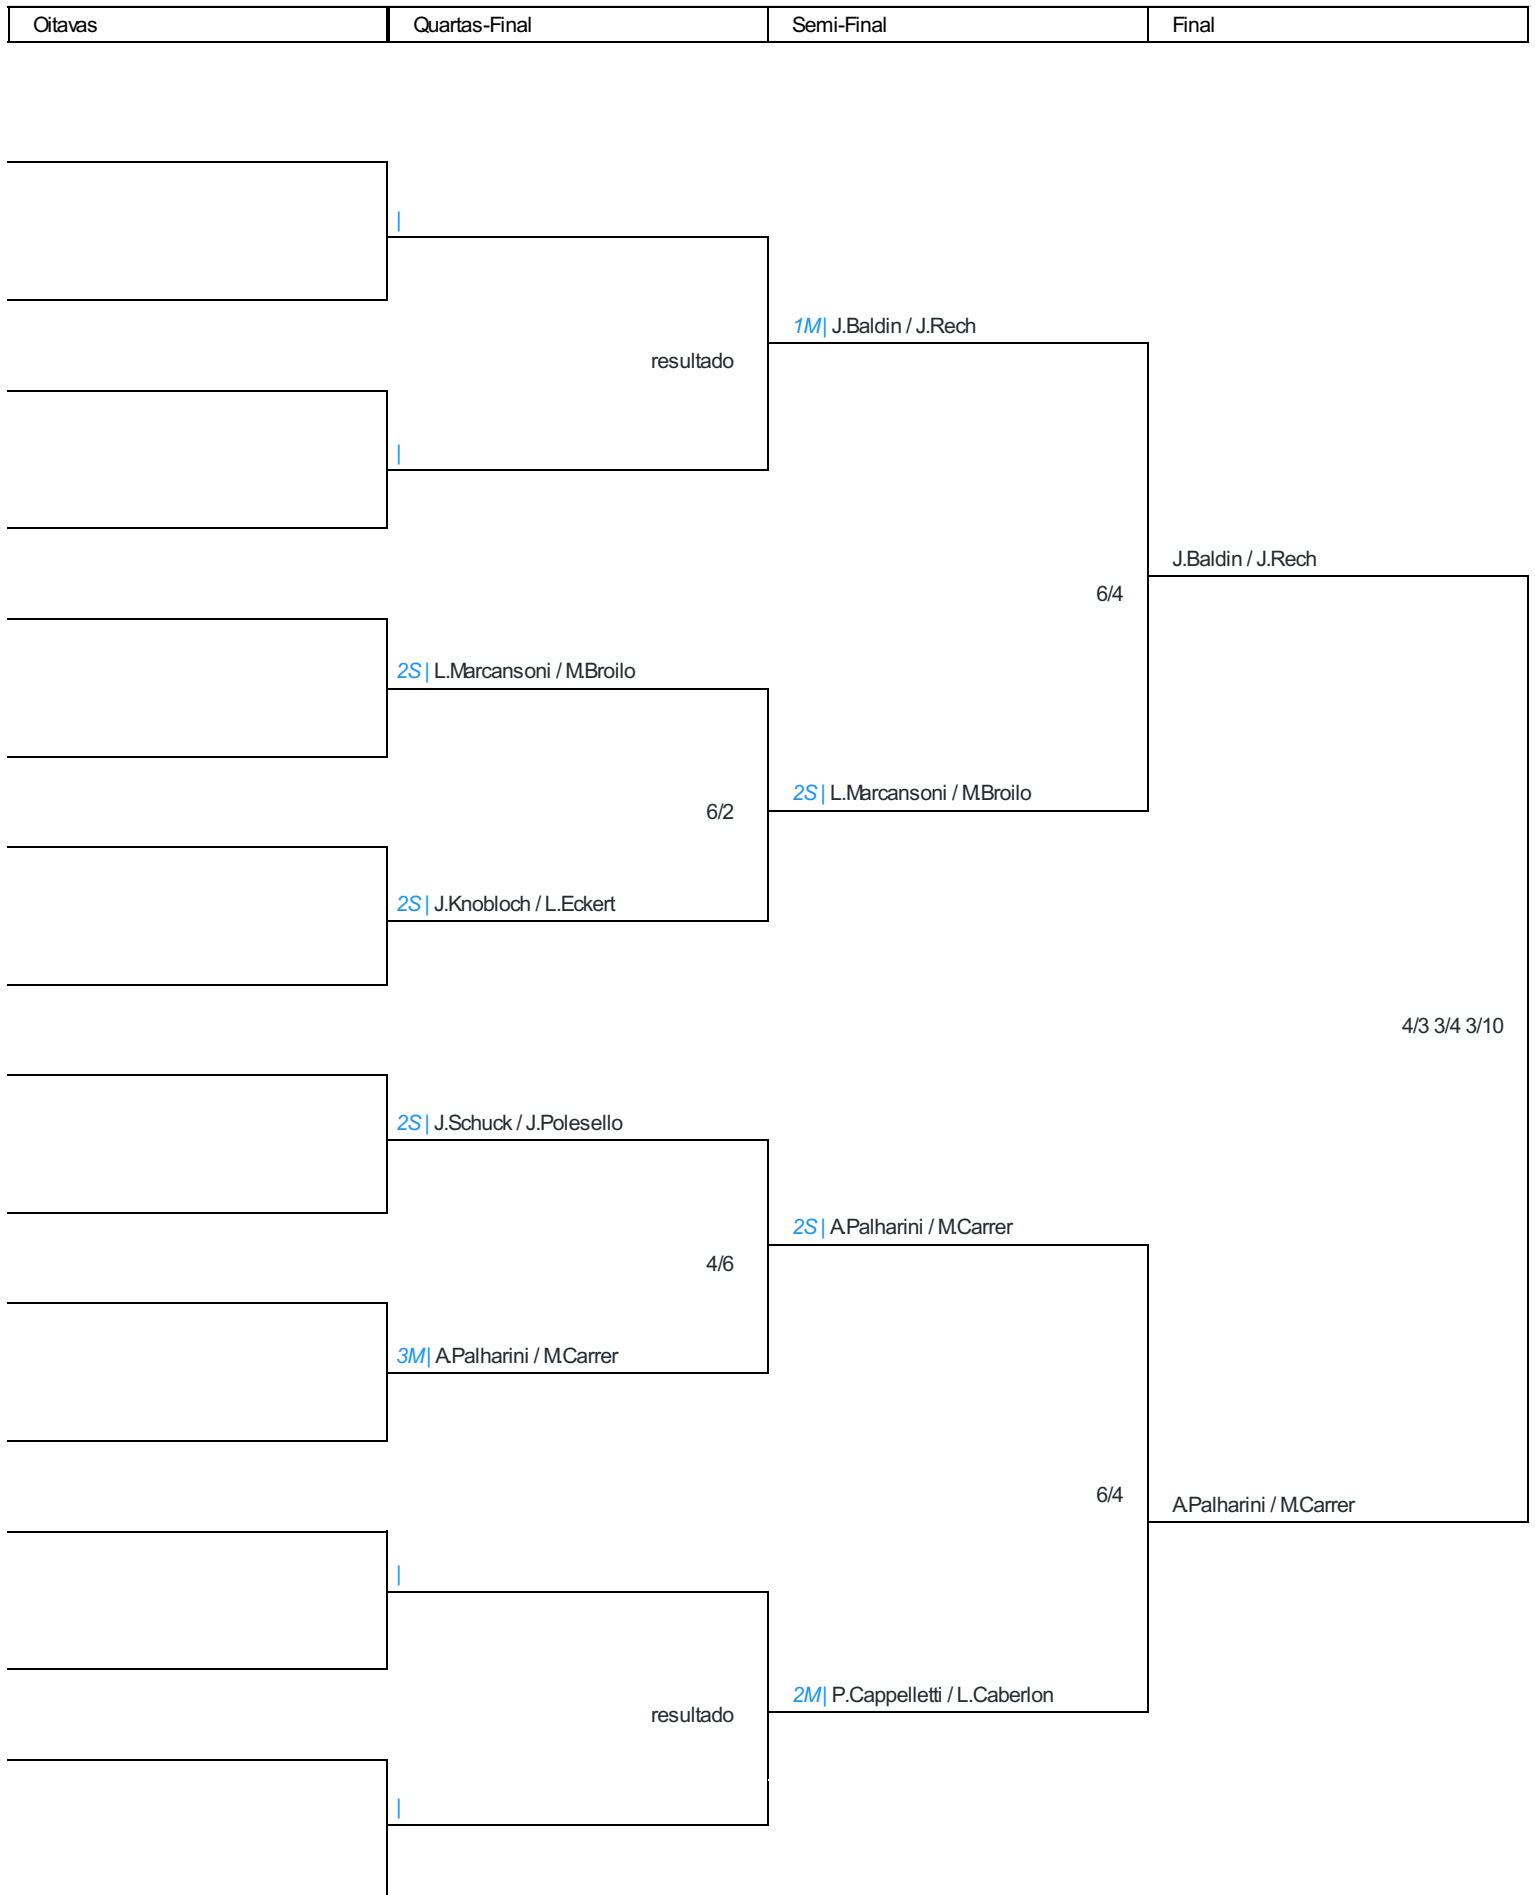 Oitavas Quartas-Final Semi-Final Final
|
1M| J.Baldin / J.Rech
resultado
|
J.Baldin / J.Rech
6/4
2S| L.Marcansoni / M.Broilo
2S| L.Marcansoni / M.Broilo
6/2
2S| J.Knobloch / L.Eckert
4/3 3/4 3/10
2S| J.Schuck / J.Polesello
2S| A.Palharini / M.Carrer
4/6
3M| A.Palharini / M.Carrer
6/4
A.Palharini / M.Carrer
|
2M| P.Cappelletti / L.Caberlon
resultado
|